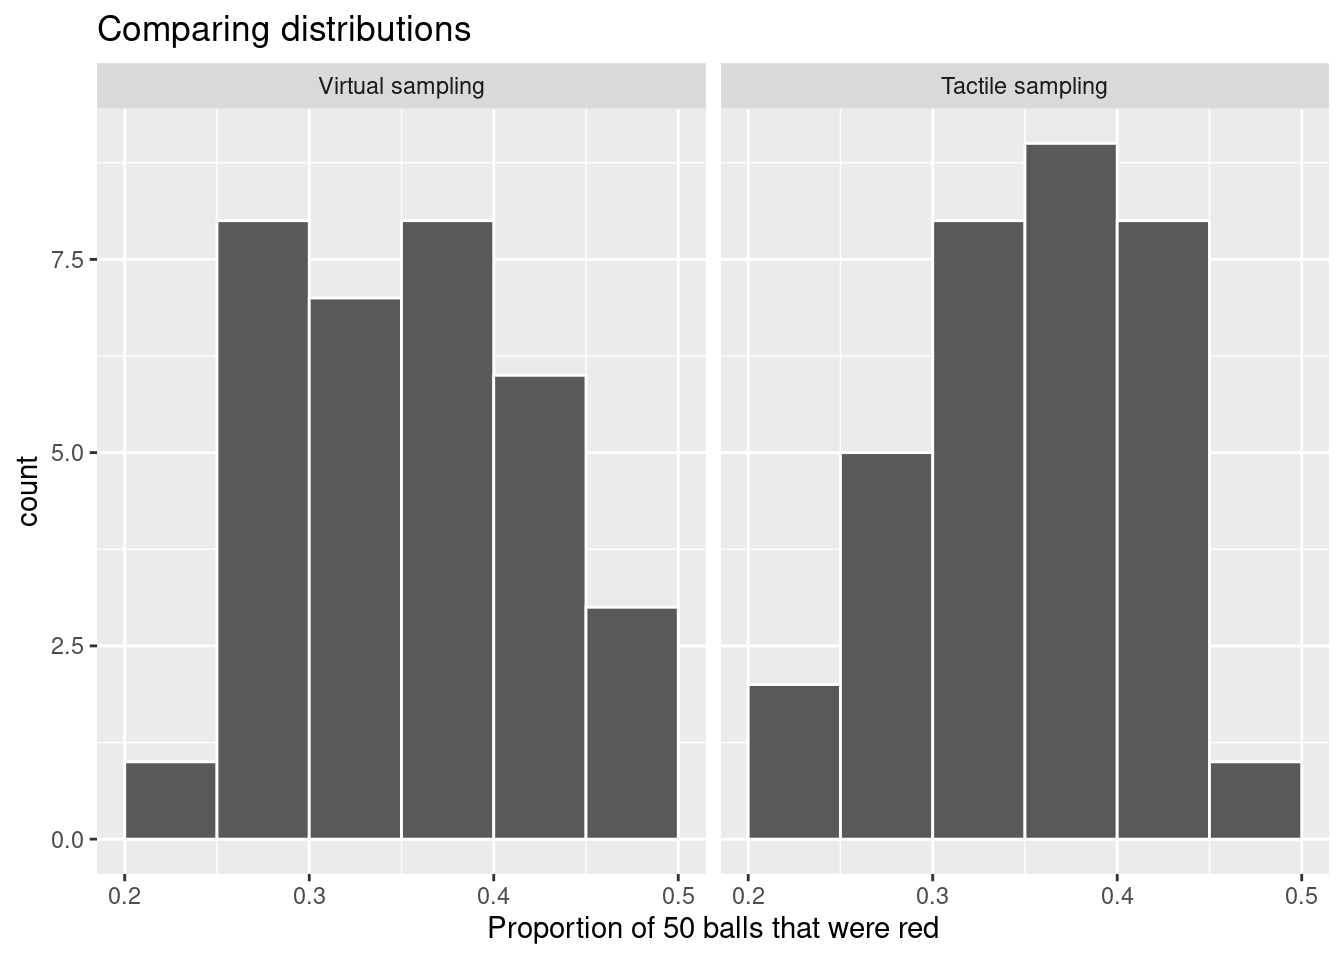 Comparing distributions
Virtual sampling
Tactile sampling
7.5
5.0
2.5
0.0
count
0.2 0.3 0.4 0.5 0.2 0.3 0.4 0.5
Proportion of 50 balls that were red